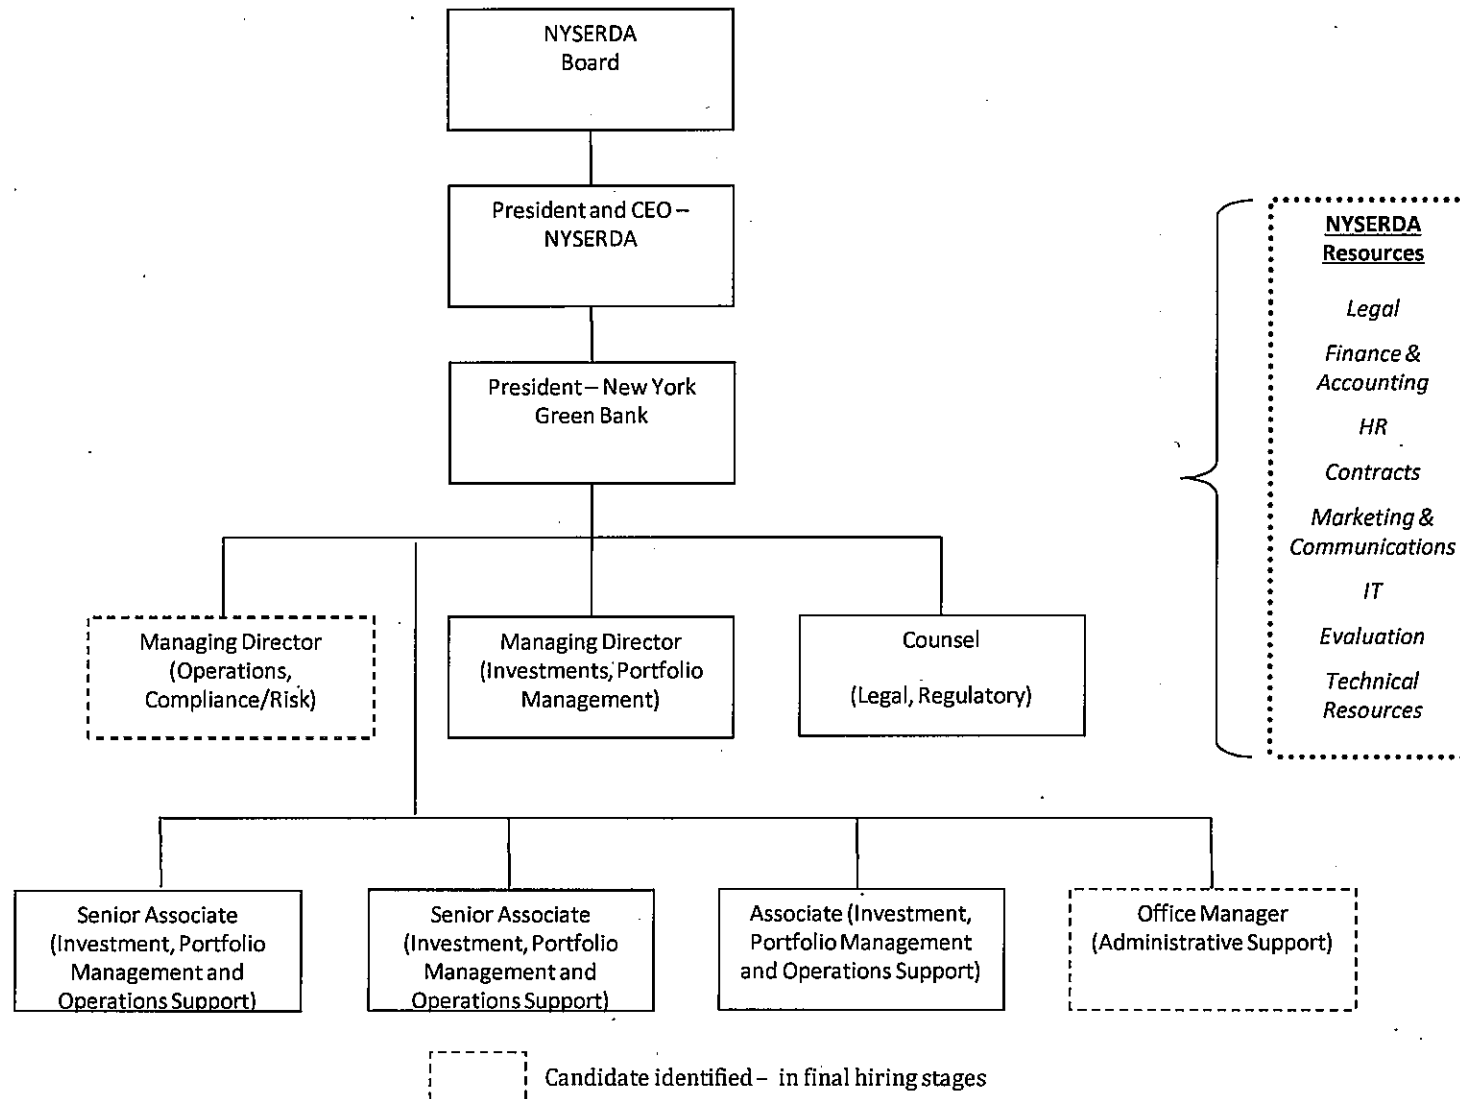 NYSERDA
Board
President and CEO –
NYSERDA
President – New York
Green Bank
Managing Director
(Operations,
Compliance/Risk)
Managing Director
(Investments, Portfolio
Management)
Counsel
(Legal, Regulatory)
Senior Associate
(Investment, Portfolio
Management and
Operations Support)
Senior Associate
(Investment, Portfolio
Management and
Operations Support)
Associate (Investment,
Portfolio Management
and Operations Support)
Office Manager
(Administrative Support)
NYSERDA
Resources
Legal
Finance &
Accounting
HR
Contracts
Marketing &
Communications
IT
Evaluation
Technical
Resources
Candidate identified – in final hiring stages